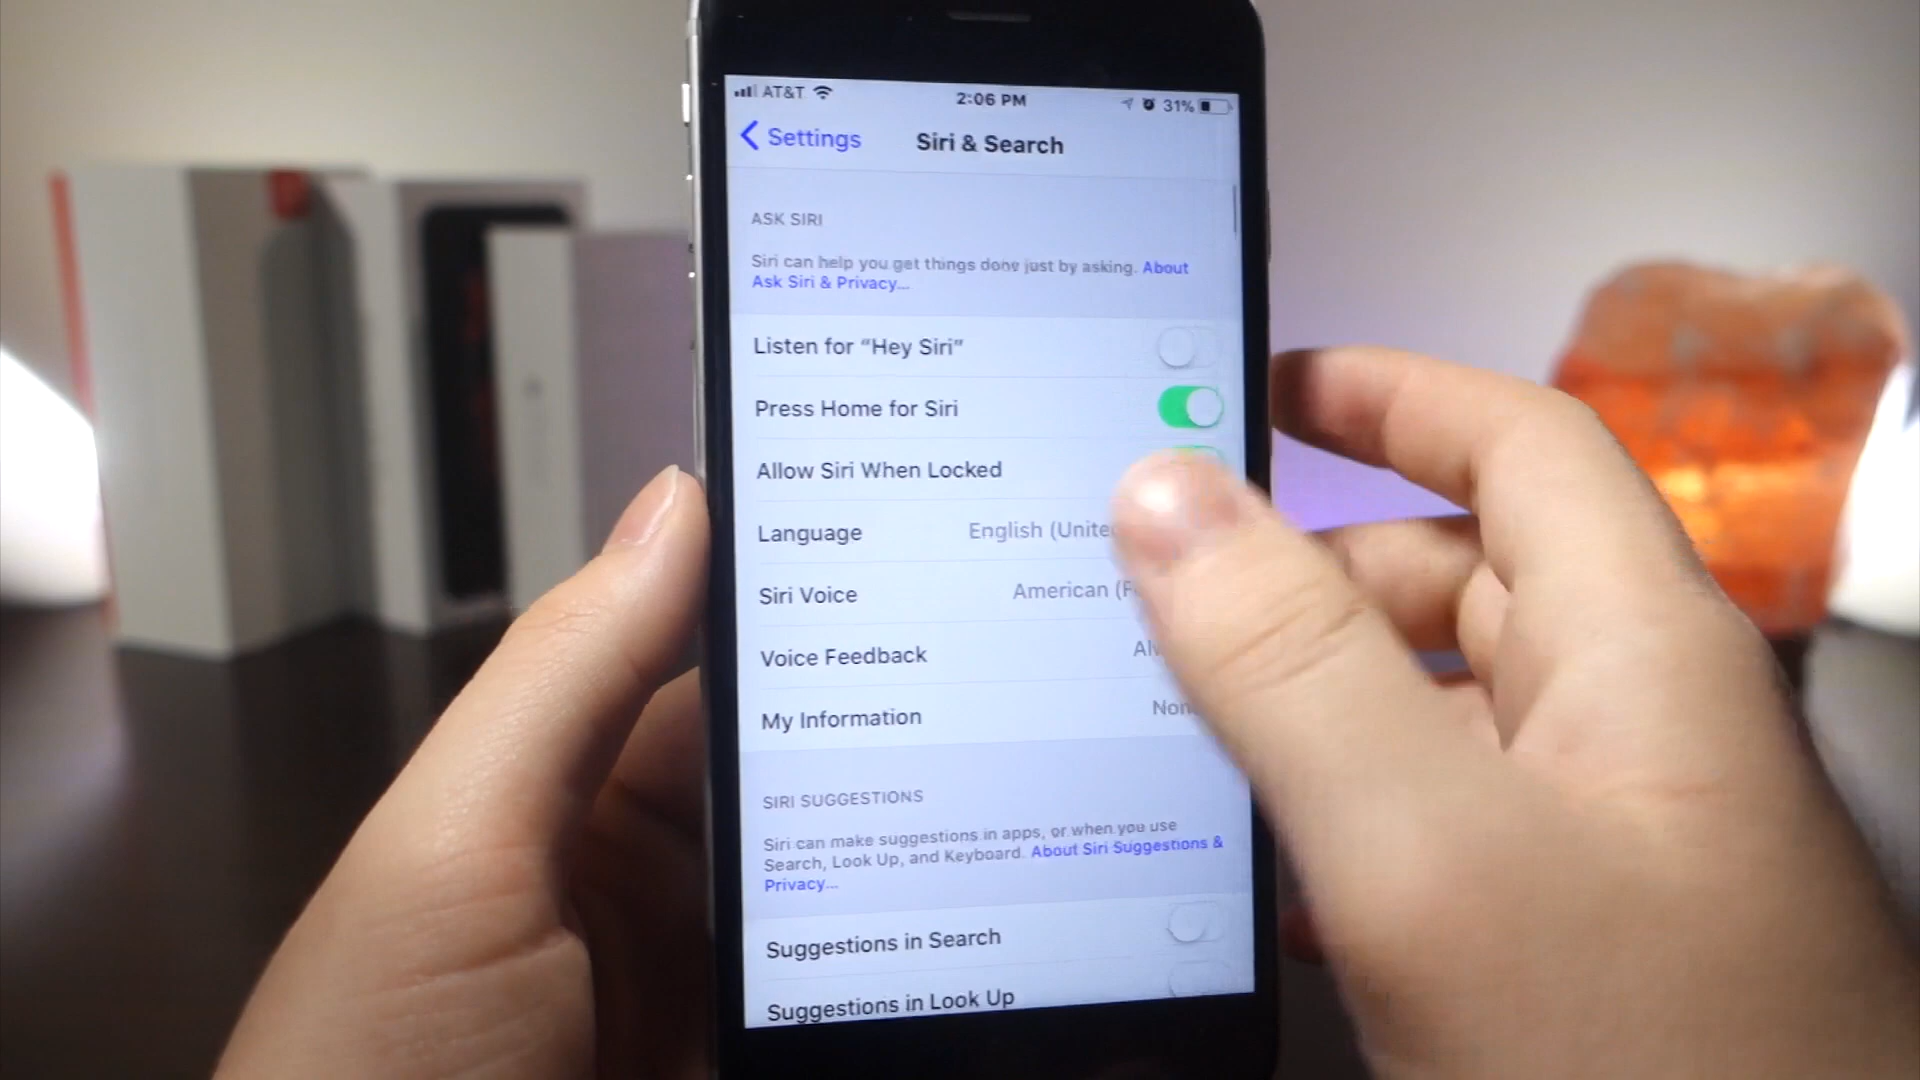 AT&T 2:06 PM 31%
Settings Siri & Search
ASK SIRI
Siri can help you get things done just by asking. About
Ask Siri & Privacy...
Listen for “Hey Siri”
Press Home for Siri
Allow Siri When Locked
Language English
Siri Voice American
Voice Feedback
My Information
SIRI SUGGESTIONS
Siri can make suggestions in apps, or when you use
Search, Look Up, and Keyboard. About Siri Suggestions &
Privacy...
Suggestions in Search
Suggestions in Look Up